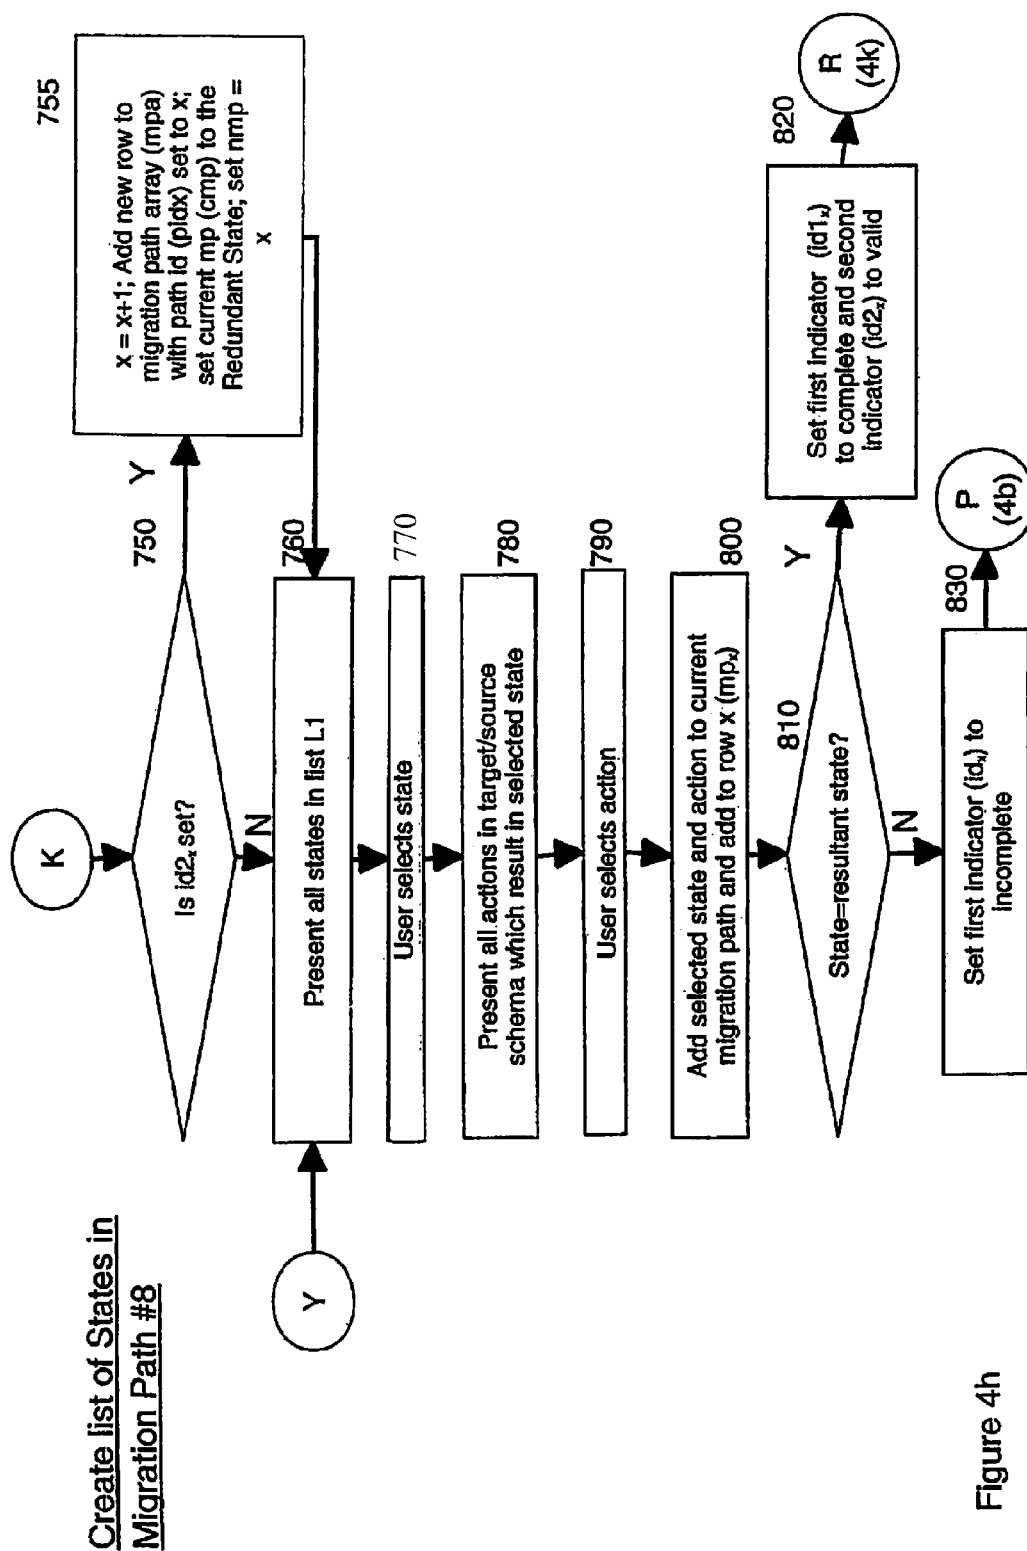 Create list of States in
Migration Path #8
K
750
Is id2ₓ set?
Y
N
755
x = x+1; Add new row to
migration path array (mpa)
with path id (pidx) set to x;
set current mp (cmp) to the
Redundant State; set nmp =
x
Y
760
Present all states in list L1
770
User selects state
780
Present all actions in target/source
schema which result in selected state
790
User selects action
800
Add selected state and action to current
migration path and add to row x (mpₓ)
810
State=resultant state?
Y
N
820
Set first indicator (id1ₓ)
to complete and second
indicator (id2ₓ) to valid
R
(4k)
830
Set first indicator (idₓ) to
incomplete
P
(4b)
Figure 4h